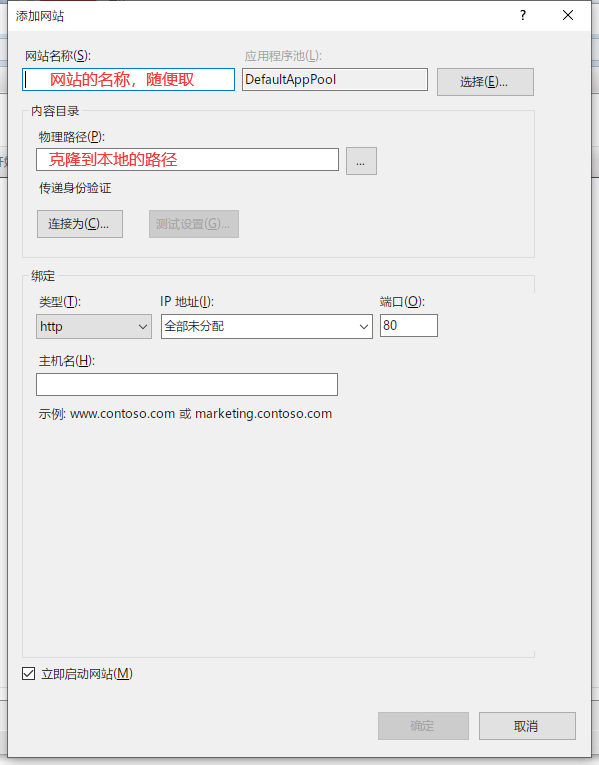 添加网站
?
网站名称(S):
应用程序池(L):
网站的名称，随便取
DefaultAppPool
选择(E)...
内容目录
物理路径(P):
克隆到本地的路径
...
传递身份验证
连接为(C)...
测试设置(G)...
绑定
类型(T):
IP 地址(I):
端口(O):
http
全部未分配
80
主机名(H):
示例: www.contoso.com 或 marketing.contoso.com
立即启动网站(M)
确定
取消